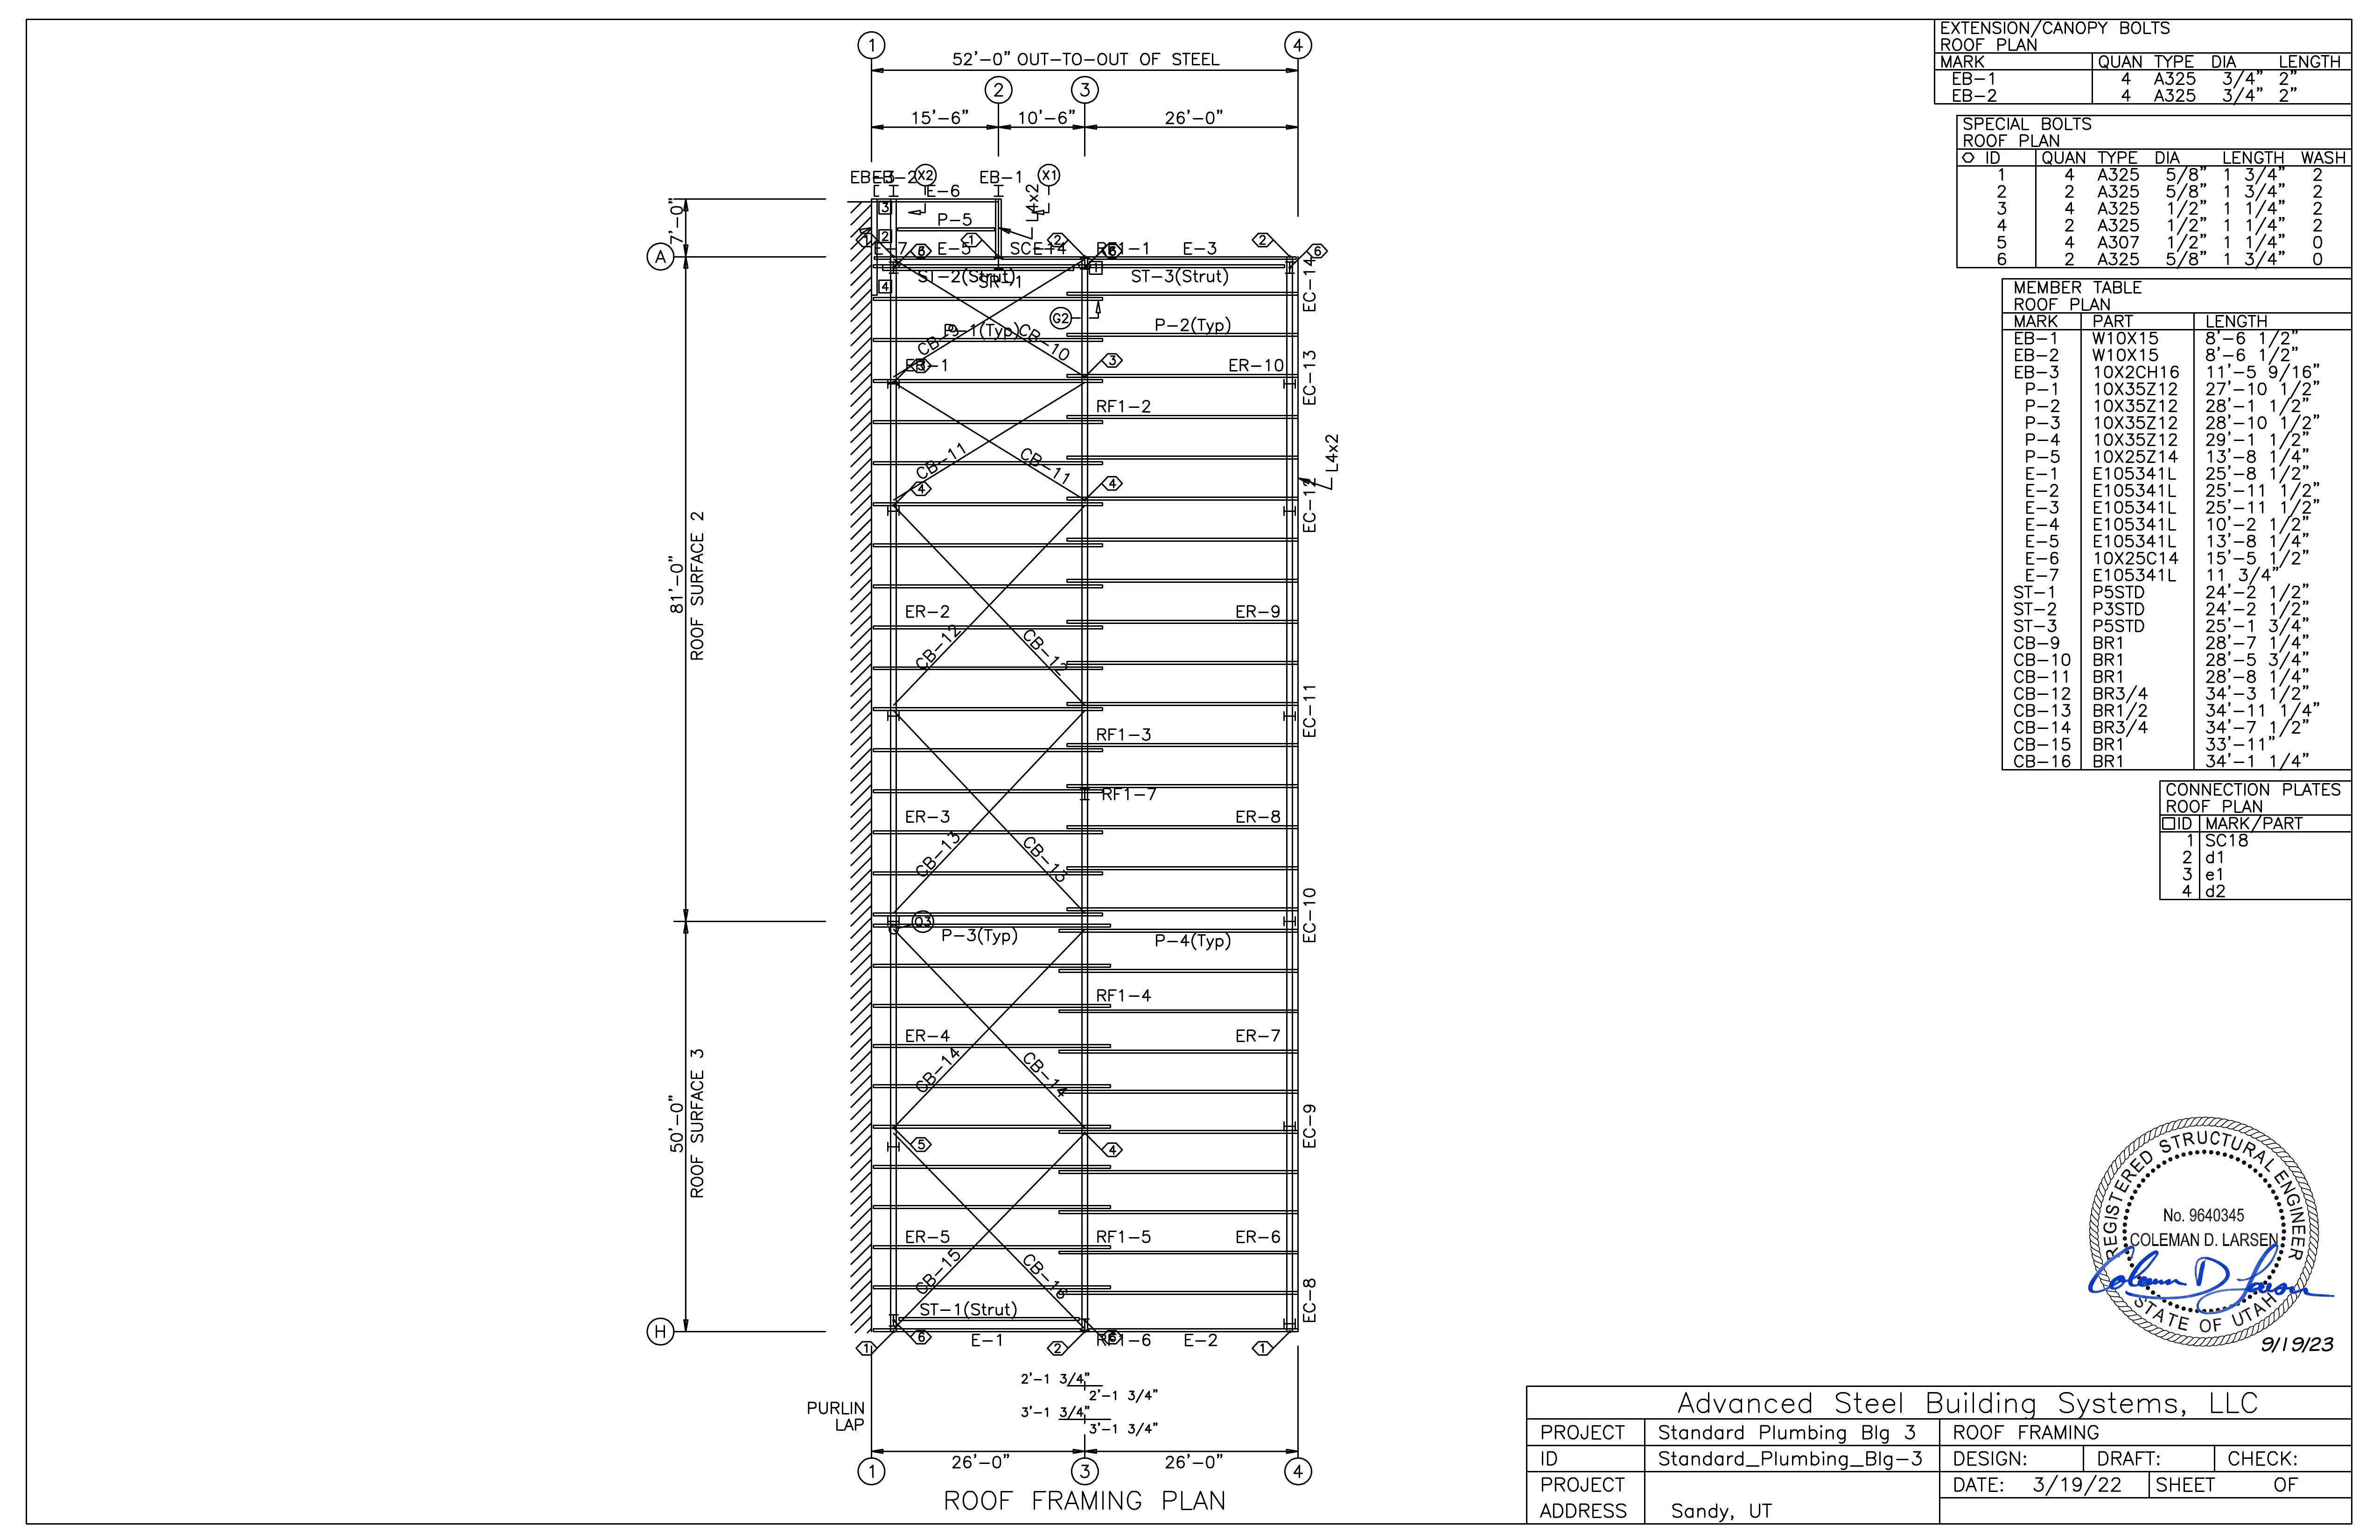 1
4
52'-0" OUT-TO-OUT OF STEEL
2
3
15'-6"
10'-6"
26'-0"
X2
EB-1
X1
E-6
L4x2
3
P-5
7'-0"
2
1
1
2
2
E-5
E-3
6
A
1
ST-2(Strut)
ST-3(Strut)
SR-1
4
EC-14
G2
P-1(Typ)
P-2(Typ)
CB-9
CB-10
3
ER-10
EC-13
RF1-2
CB-11
CB-11
4
4
L4x2
EC-12
81'-0"
ROOF SURFACE 2
ER-2
ER-9
CB-12
CB-12
EC-11
RF1-3
RF1-7
ER-3
ER-8
CB-13
CB-13
EC-10
03
P-3(Typ)
P-4(Typ)
RF1-4
ER-4
ER-7
CB-14
CB-14
50'-0"
ROOF SURFACE 3
EC-9
5
4
ER-5
RF1-5
ER-6
CB-15
CB-16
EC-8
ST-1(Strut)
H
1
6
E-1
2
RF1-6
E-2
1
2'-1 3/4"
2'-1 3/4"
PURLIN
LAP
3'-1 3/4"
3'-1 3/4"
26'-0"
26'-0"
1
3
4
ROOF FRAMING PLAN
EXTENSION/CANOPY BOLTS
ROOF PLAN
MARK QUAN TYPE DIA LENGTH
EB-1 4 A325 3/4" 2"
EB-2 4 A325 3/4" 2"
SPECIAL BOLTS
ROOF PLAN
ID QUAN TYPE DIA LENGTH WASH
1 4 A325 5/8" 1 3/4" 2
2 2 A325 5/8" 1 3/4" 2
3 4 A325 1/2" 1 1/4" 2
4 2 A325 1/2" 1 1/4" 2
5 4 A307 1/2" 1 1/4" 0
6 2 A325 5/8" 1 3/4" 0
MEMBER TABLE
ROOF PLAN
MARK PART LENGTH
EB-1 W10X15 8'-6 1/2"
EB-2 W10X15 8'-6 1/2"
EB-3 10X2CH16 11'-5 9/16"
P-1 10X35Z12 27'-10 1/2"
P-2 10X35Z12 28'-1 1/2"
P-3 10X35Z12 28'-10 1/2"
P-4 10X35Z12 29'-1 1/2"
P-5 10X25Z14 13'-8 1/4"
E-1 E105341L 25'-8 1/2"
E-2 E105341L 25'-11 1/2"
E-3 E105341L 25'-11 1/2"
E-4 E105341L 10'-2 1/2"
E-5 E105341L 13'-8 1/4"
E-6 10X25C14 15'-5 1/2"
E-7 E105341L 11 3/4"
ST-1 P5STD 24'-2 1/2"
ST-2 P3STD 24'-2 1/2"
ST-3 P5STD 25'-1 3/4"
CB-9 BR1 28'-7 1/4"
CB-10 BR1 28'-5 3/4"
CB-11 BR1 28'-8 1/4"
CB-12 BR3/4 34'-3 1/2"
CB-13 BR1/2 34'-11 1/4"
CB-14 BR3/4 34'-7 1/2"
CB-15 BR1 33'-11"
CB-16 BR1 34'-1 1/4"
CONNECTION PLATES
ROOF PLAN
ID MARK/PART
1 SC18
2 d1
3 e1
4 d2
REGISTERED STRUCTURAL ENGINEER
No. 9640345
COLEMAN D. LARSEN
Coleman D Larsen
STATE OF UTAH
9/19/23
Advanced Steel Building Systems, LLC
PROJECT Standard Plumbing Blg 3 ROOF FRAMING
ID Standard_Plumbing_Blg-3 DESIGN: DRAFT: CHECK:
PROJECT DATE: 3/19/22 SHEET OF
ADDRESS Sandy, UT